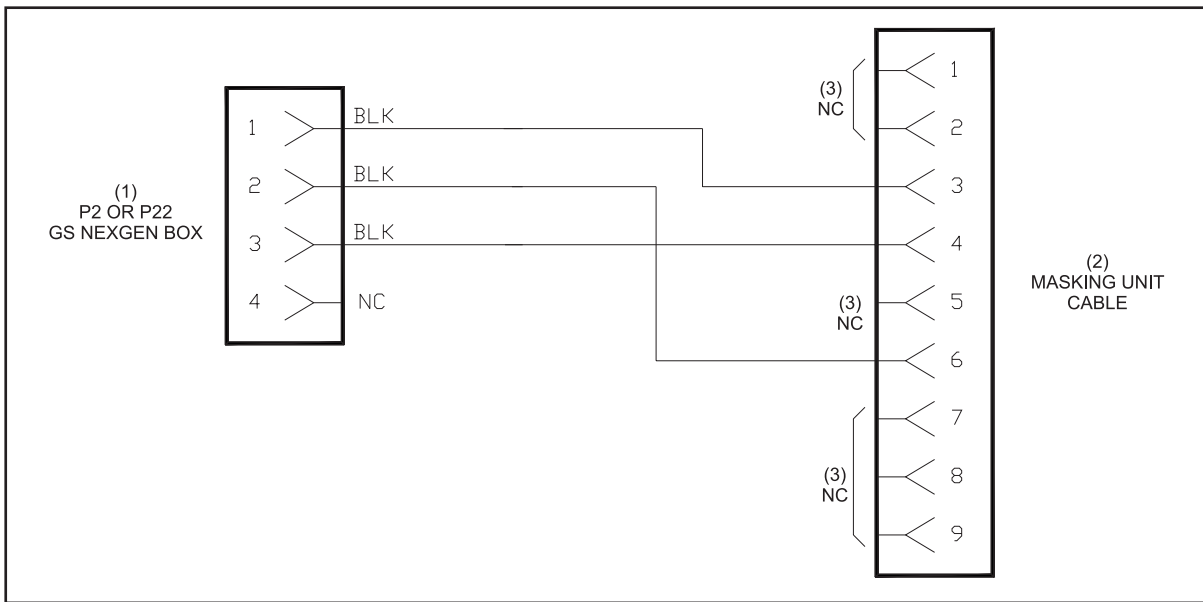 (1)
P2 OR P22
GS NEXGEN BOX
1
BLK
2
BLK
3
BLK
4
NC
(3)
NC
1
2
3
4
(3)
NC
5
6
(3)
NC
7
8
9
(2)
MASKING UNIT
CABLE